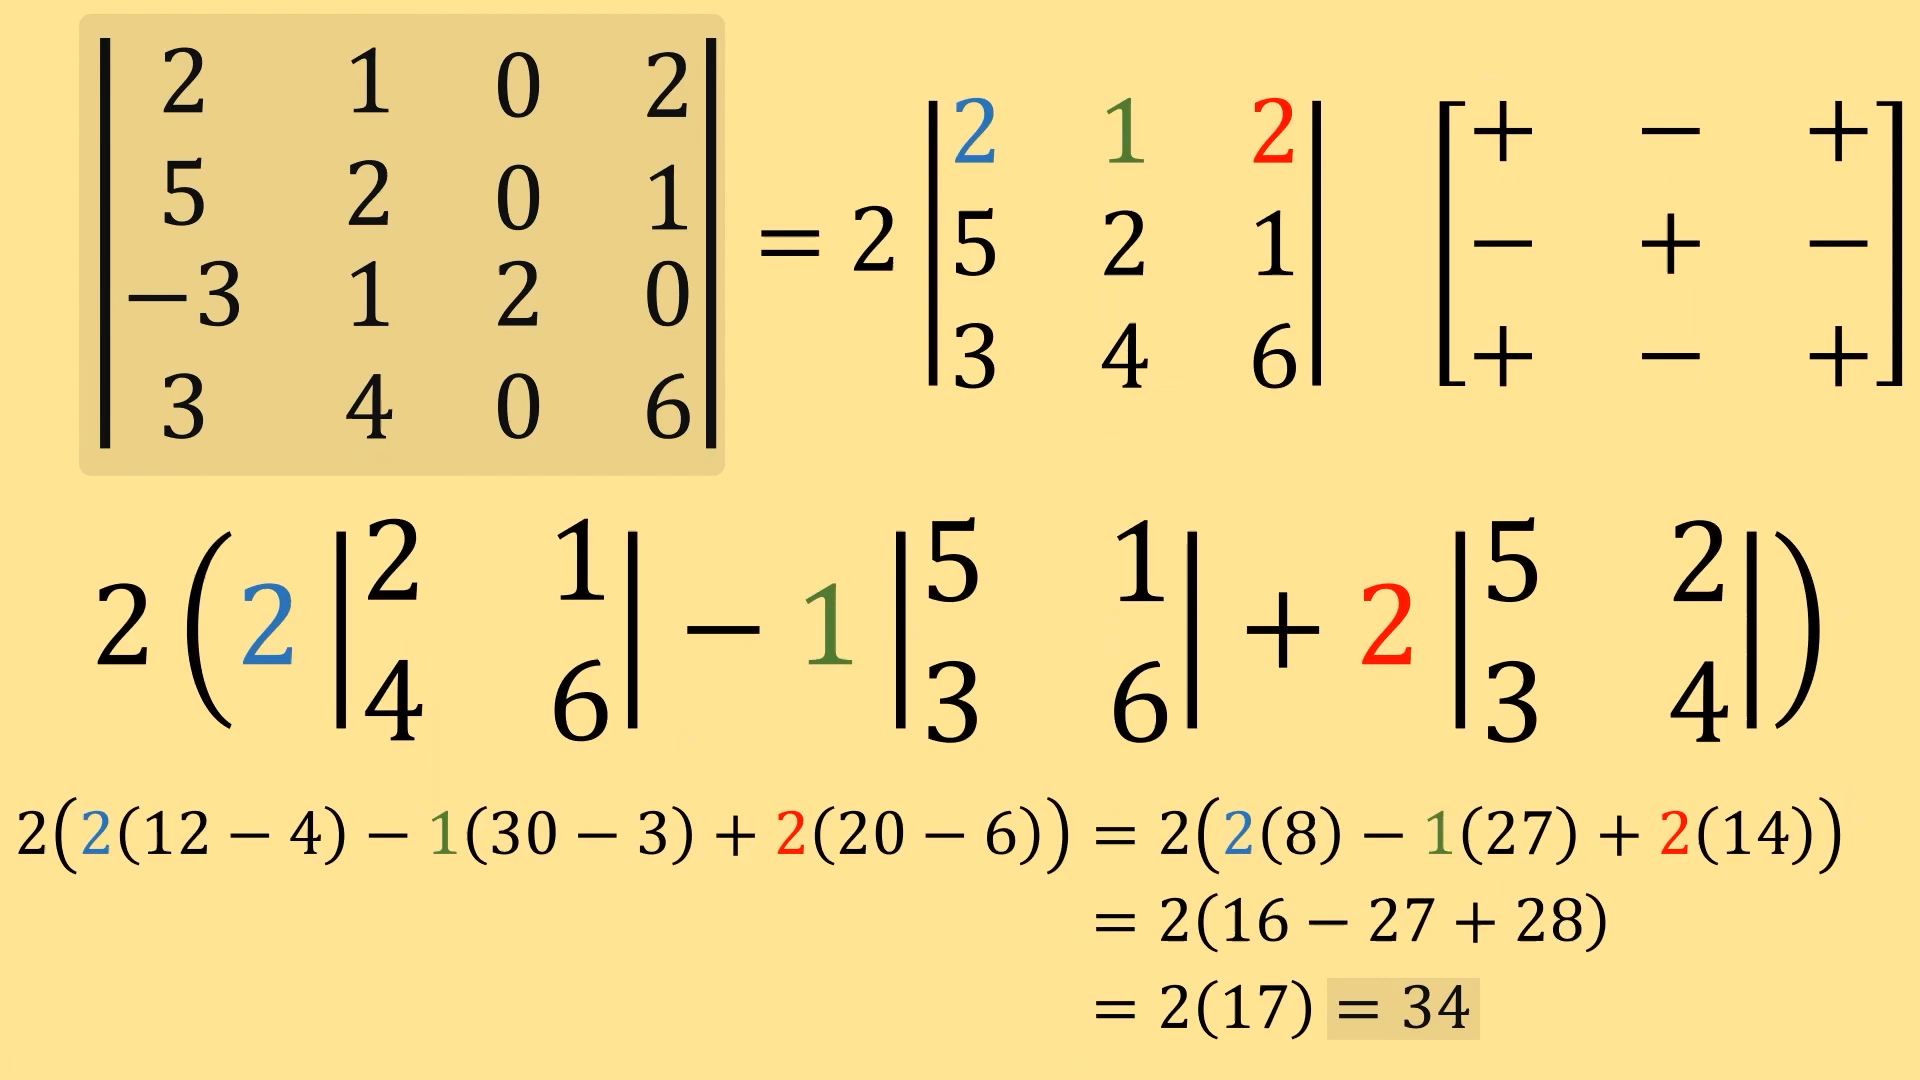 |2 1 0 2|
|5 2 0 1|
|−3 1 2 0|
|3 4 0 6|
= 2
|2 1 2|
|5 2 1|
|3 4 6|
[+ − +]
[− + −]
[+ − +]
2 (2 |2 1| − 1 |5 1| + 2 |5 2|)
|4 6| |3 6| |3 4|
2(2(12 − 4) − 1(30 − 3) + 2(20 − 6)) = 2(2(8) − 1(27) + 2(14))
= 2(16 − 27 + 28)
= 2(17) = 34